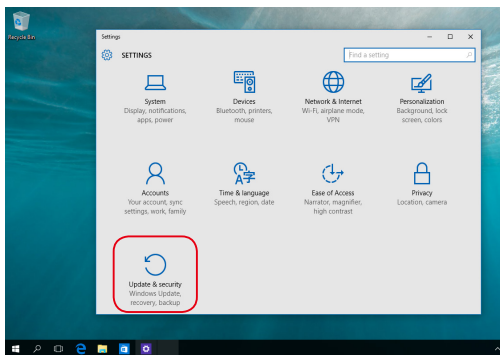 Recycle Bin
Settings
SETTINGS
Find a setting
System
Display, notifications,
apps, power
Devices
Bluetooth, printers,
mouse
Network & Internet
Wi-Fi, airplane mode,
VPN
Personalization
Background, lock
screen, colors
Accounts
Your account, sync
settings, work, family
Time & language
Speech, region, date
Ease of Access
Narrator, magnifier,
high contrast
Privacy
Location, camera
Update & security
Windows Update,
recovery, backup